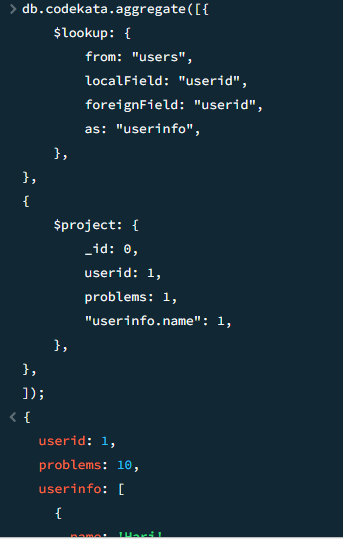 db.codekata.aggregate([{
$lookup: {
from: "users",
localField: "userid",
foreignField: "userid",
as: "userinfo",
},
},
{
$project: {
_id: 0,
userid: 1,
problems: 1,
"userinfo.name": 1,
},
},
]);
{
userid: 1,
problems: 10,
userinfo: [
{
name: 'Hari'